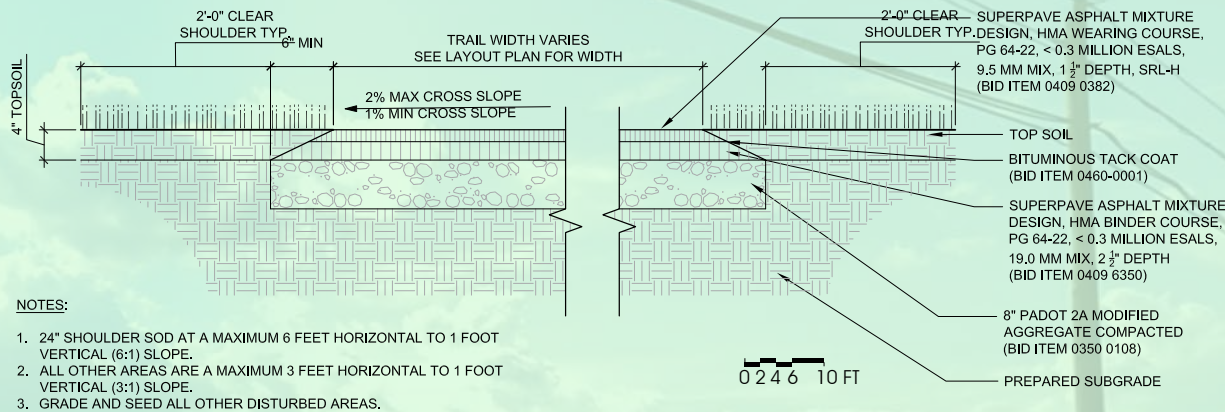 2'-0" CLEAR
SHOULDER TYP.
6" MIN
TRAIL WIDTH VARIES
SEE LAYOUT PLAN FOR WIDTH
2% MAX CROSS SLOPE
1% MIN CROSS SLOPE
4" TOPSOIL
2'-0" CLEAR
SHOULDER TYP.
SUPERPAVE ASPHALT MIXTURE
DESIGN, HMA WEARING COURSE,
PG 64-22, < 0.3 MILLION ESALS,
9.5 MM MIX, 1 1/2" DEPTH, SRL-H
(BID ITEM 0409 0382)
TOP SOIL
BITUMINOUS TACK COAT
(BID ITEM 0460-0001)
SUPERPAVE ASPHALT MIXTURE
DESIGN, HMA BINDER COURSE,
PG 64-22, < 0.3 MILLION ESALS,
19.0 MM MIX, 2 1/2" DEPTH
(BID ITEM 0409 6350)
8" PADOT 2A MODIFIED
AGGREGATE COMPACTED
(BID ITEM 0350 0108)
PREPARED SUBGRADE
NOTES:
1. 24" SHOULDER SOD AT A MAXIMUM 6 FEET HORIZONTAL TO 1 FOOT
VERTICAL (6:1) SLOPE.
2. ALL OTHER AREAS ARE A MAXIMUM 3 FEET HORIZONTAL TO 1 FOOT
VERTICAL (3:1) SLOPE.
3. GRADE AND SEED ALL OTHER DISTURBED AREAS.
0 2 4 6 10 FT